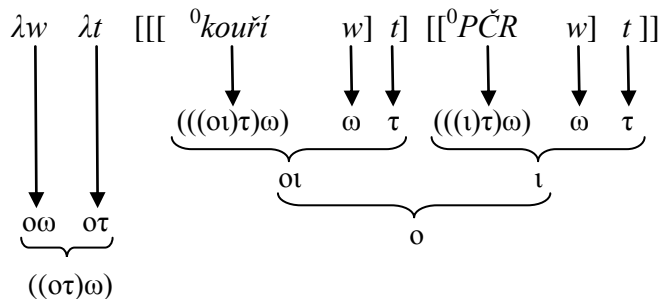 λw λt [[[ ⁰kouří w] t] [[⁰PČR w] t ]]
(((οι)τ)ω) ω τ (((ι)τ)ω) ω τ
οι ι
οω οτ ο
((οτ)ω)